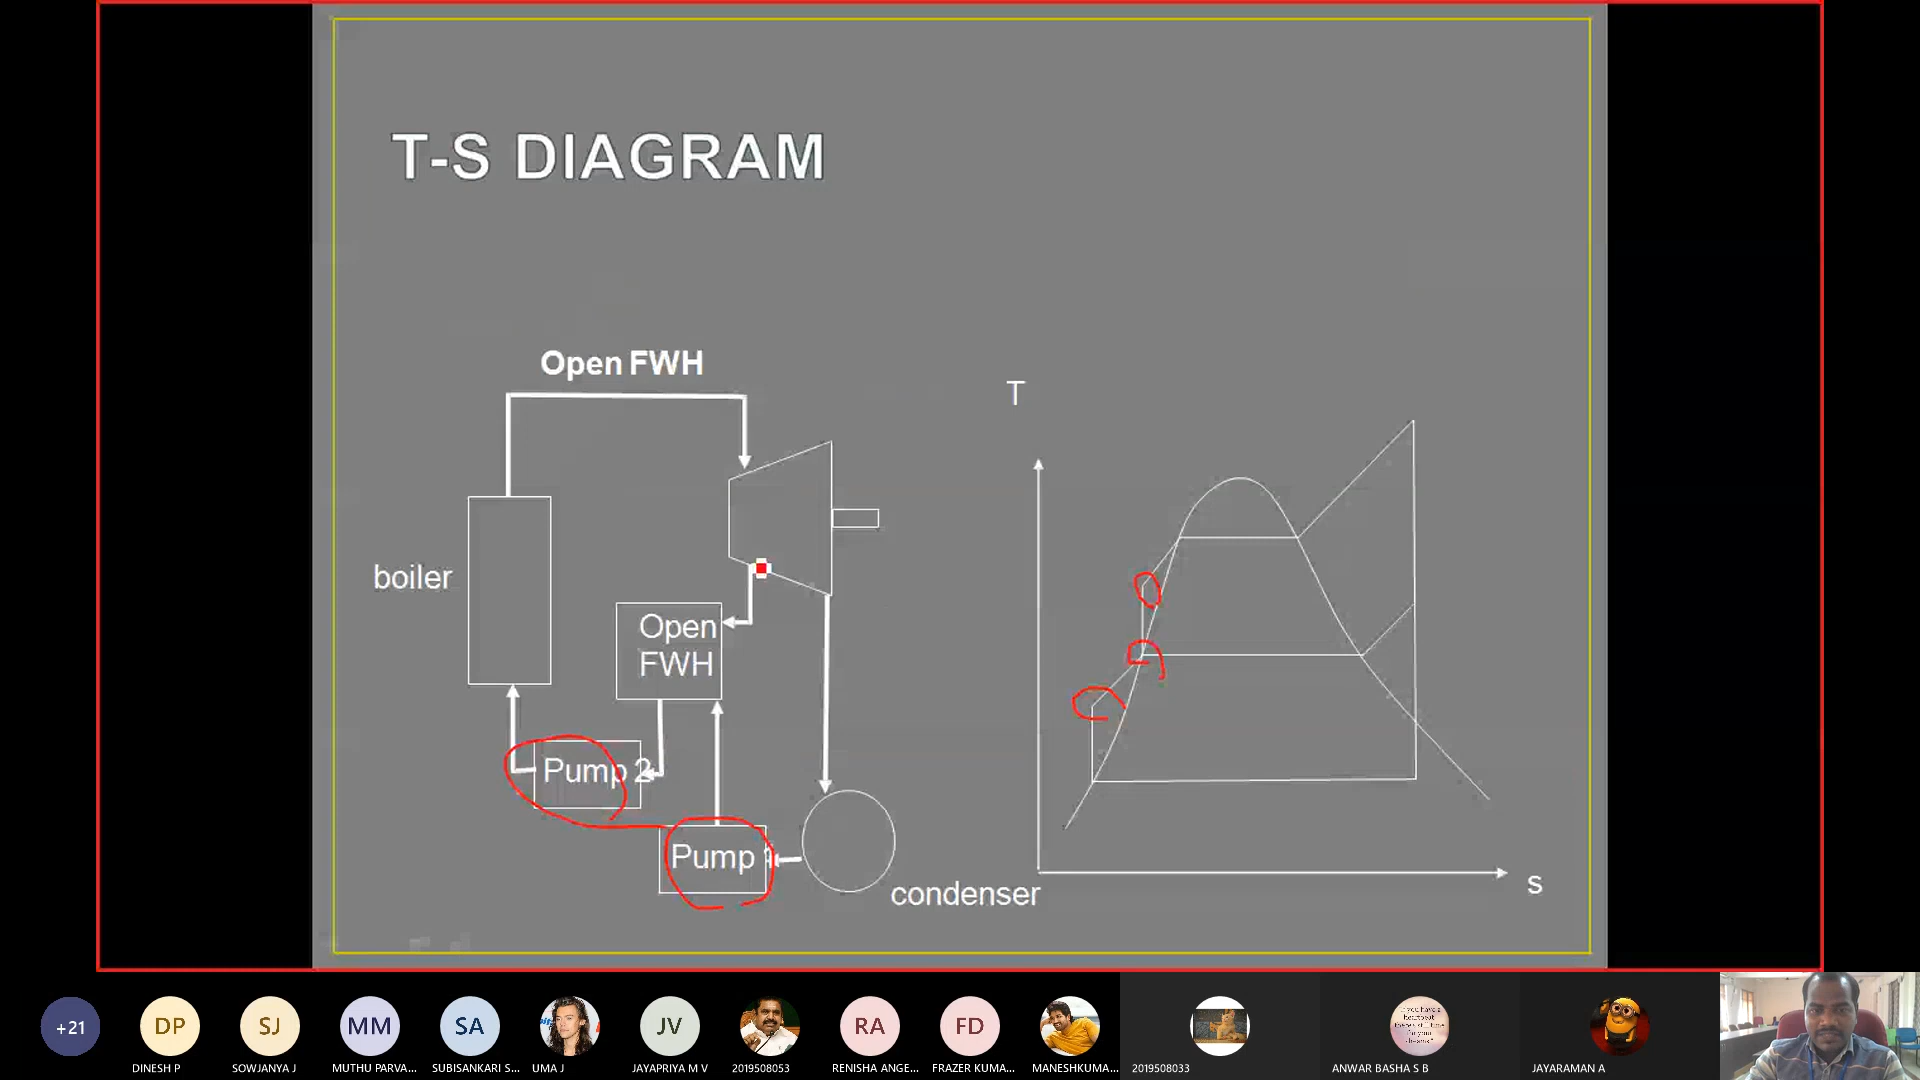 T-S DIAGRAM
Open FWH
T
boiler
Open
FWH
Pump 2
Pump
condenser
s
+21
DP
SJ
MM
SA
JV
RA
FD
DINESH P
SOWJANYA J
MUTHU PARVA...
SUBISANKARI S...
UMA J
JAYAPRIYA M V
2019508053
RENISHA ANGE...
FRAZER KUMA...
MANESHKUMA...
2019508033
ANWAR BASHA S B
JAYARAMAN A